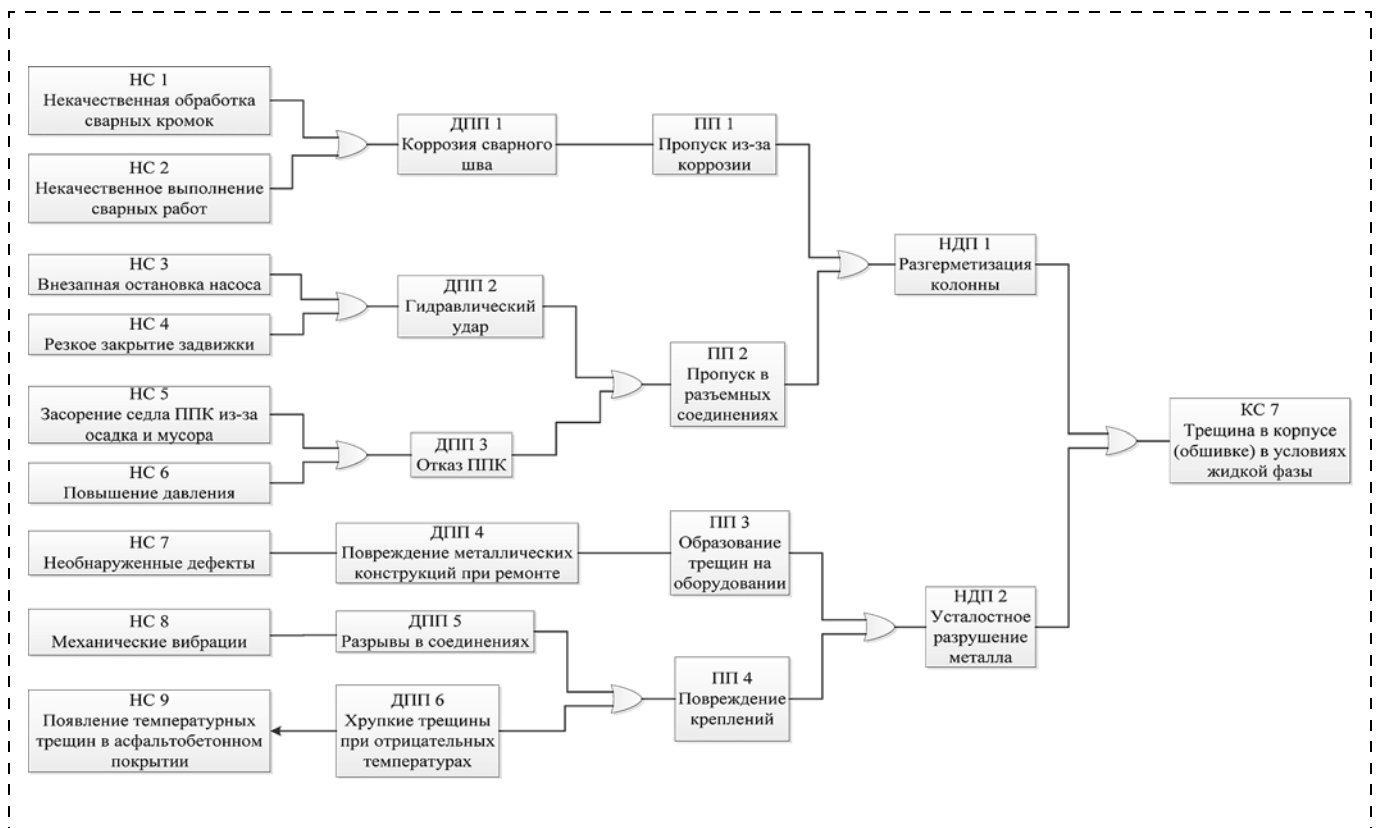 НС 1
Некачественная обработка
сварных кромок
НС 2
Некачественное выполнение
сварных работ
НС 3
Внезапная остановка насоса
НС 4
Резкое закрытие задвижки
НС 5
Засорение седла ППК из-за
осадка и мусора
НС 6
Повышение давления
НС 7
Необнаруженные дефекты
НС 8
Механические вибрации
НС 9
Появление температурных
трещин в асфальтобетонном
покрытии
ДПП 1
Коррозия сварного
шва
ДПП 2
Гидравлический
удар
ДПП 3
Отказ ППК
ДПП 4
Повреждение металлических
конструкций при ремонте
ДПП 5
Разрывы в соединениях
ДПП 6
Хрупкие трещины
при отрицательных
температурах
ПП 1
Пропуск из-за
коррозии
ПП 2
Пропуск в
разъемных
соединениях
ПП 3
Образование
трещин на
оборудовании
ПП 4
Повреждение
креплений
НДП 1
Разгерметизация
колонны
НДП 2
Усталостное
разрушение
металла
КС 7
Трещина в корпусе
(обшивке) в условиях
жидкой фазы